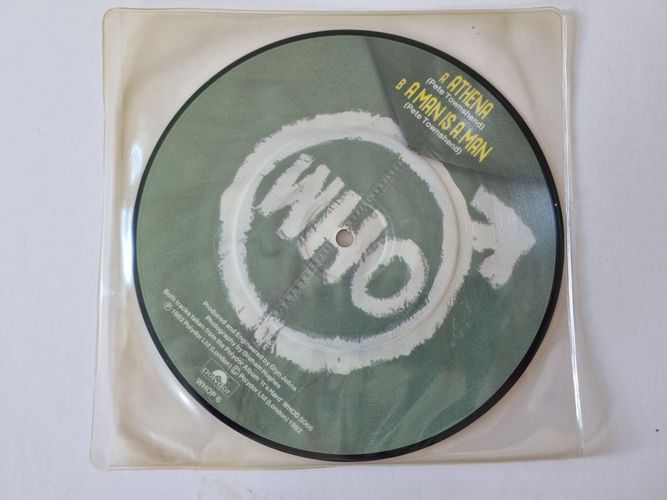 A ATHENA
(Pete Townshend)
B A MAN IS A MAN
(Pete Townshend)
WHO
Produced and Engineered by Glyn Johns
Photography by Graham Hughes
Both tracks taken from the Polydor Album 'It's Hard' WHOD 5066
℗ 1982 Polydor Ltd (London) © Polydor Ltd (London) 1982
polydor
WHOP 6